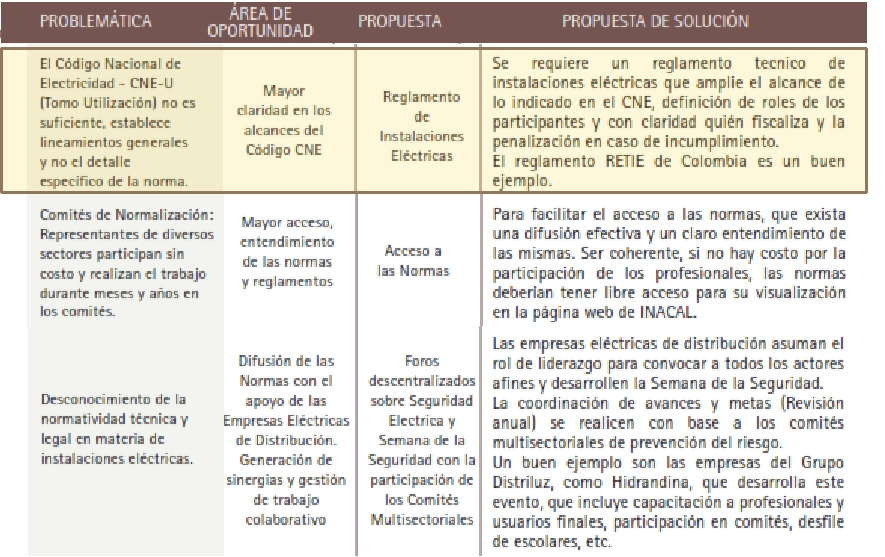 PROBLEMÁTICA
ÁREA DE
OPORTUNIDAD
PROPUESTA
PROPUESTA DE SOLUCIÓN
El Código Nacional de
Electricidad - CNE-U
(Tomo Utilización) no es
suficiente, establece
lineamientos generales
y no el detalle
específico de la norma.
Mayor
claridad en los
alcances del
Código CNE
Reglamento
de
Instalaciones
Eléctricas
Se requiere un reglamento tecnico de
instalaciones eléctricas que amplie el alcance de
lo indicado en el CNE, definición de roles de los
participantes y con claridad quién fiscaliza y la
penalización en caso de incumplimiento.
El reglamento RETIE de Colombia es un buen
ejemplo.
Comités de Normalización:
Representantes de diversos
sectores participan sin
costo y realizan el trabajo
durante meses y años en
los comités.
Mayor acceso,
entendimiento
de las normas
y reglamentos
Acceso a
las Normas
Para facilitar el acceso a las normas, que exista
una difusión efectiva y un claro entendimiento de
las mismas. Ser coherente, si no hay costo por la
participación de los profesionales, las normas
deberían tener libre acceso para su visualización
en la página web de INACAL.
Desconocimiento de la
normatividad técnica y
legal en materia de
instalaciones eléctricas.
Difusión de las
Normas con el
apoyo de las
Empresas Eléctricas
de Distribución.
Generación de
sinergias y gestión
de trabajo
colaborativo
Foros
descentralizados
sobre Seguridad
Electrica y
Semana de la
Seguridad con la
participación de
los Comités
Multisectoriales
Las empresas eléctricas de distribución asuman el
rol de liderazgo para convocar a todos los actores
afines y desarrollen la Semana de la Seguridad.
La coordinación de avances y metas (Revisión
anual) se realicen con base a los comités
multisectoriales de prevención del riesgo.
Un buen ejemplo son las empresas del Grupo
Distriluz, como Hidrandina, que desarrolla este
evento, que incluye capacitación a profesionales y
usuarios finales, participación en comités, desfile
de escolares, etc.